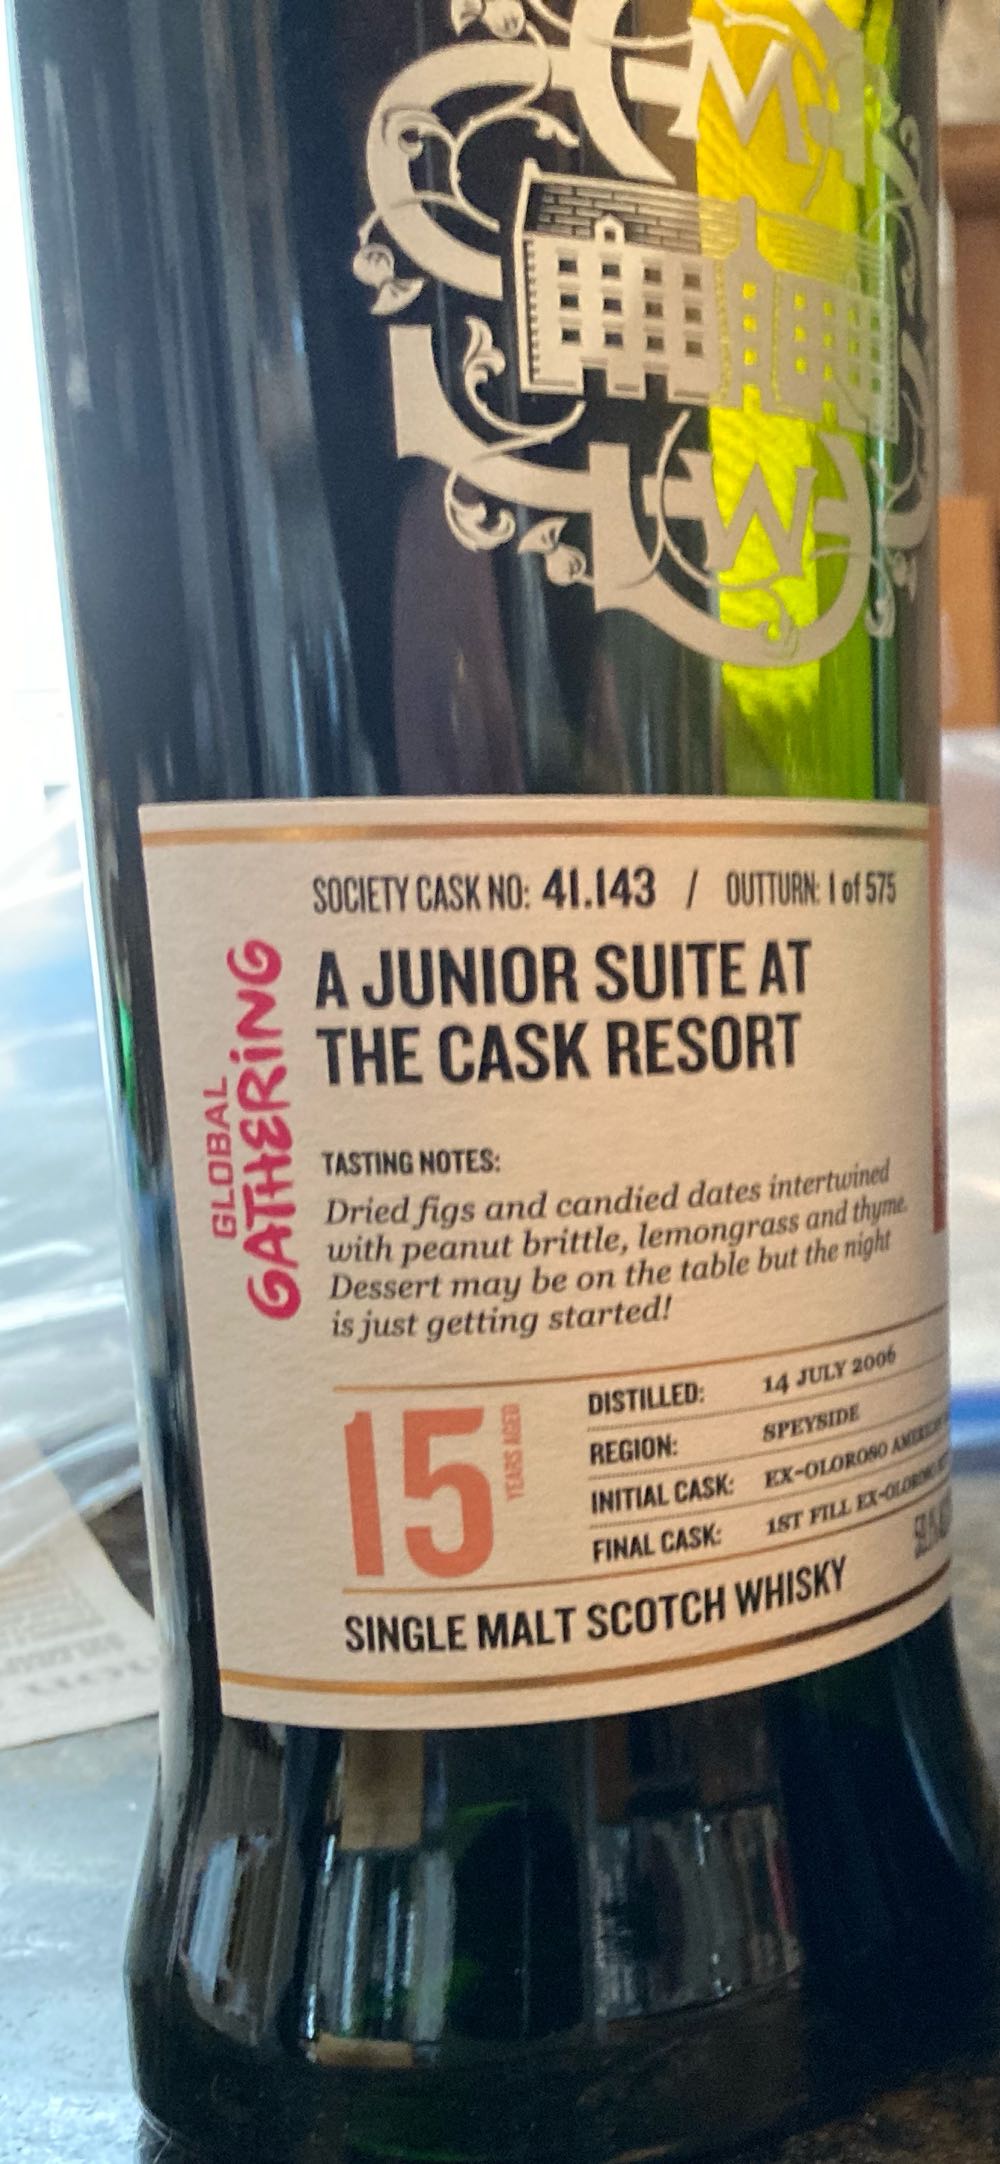 M
W
SOCIETY CASK NO: 41.143 / OUTTURN: 1 of 575
GLOBAL
GATHERING
A JUNIOR SUITE AT
THE CASK RESORT
TASTING NOTES:
Dried figs and candied dates intertwined
with peanut brittle, lemongrass and thyme.
Dessert may be on the table but the night
is just getting started!
15
YEARS AGED
DISTILLED: 14 JULY 2006
REGION: SPEYSIDE
INITIAL CASK: EX-OLOROSO
FINAL CASK: 1ST FILL EX-OLOROSO
SINGLE MALT SCOTCH WHISKY